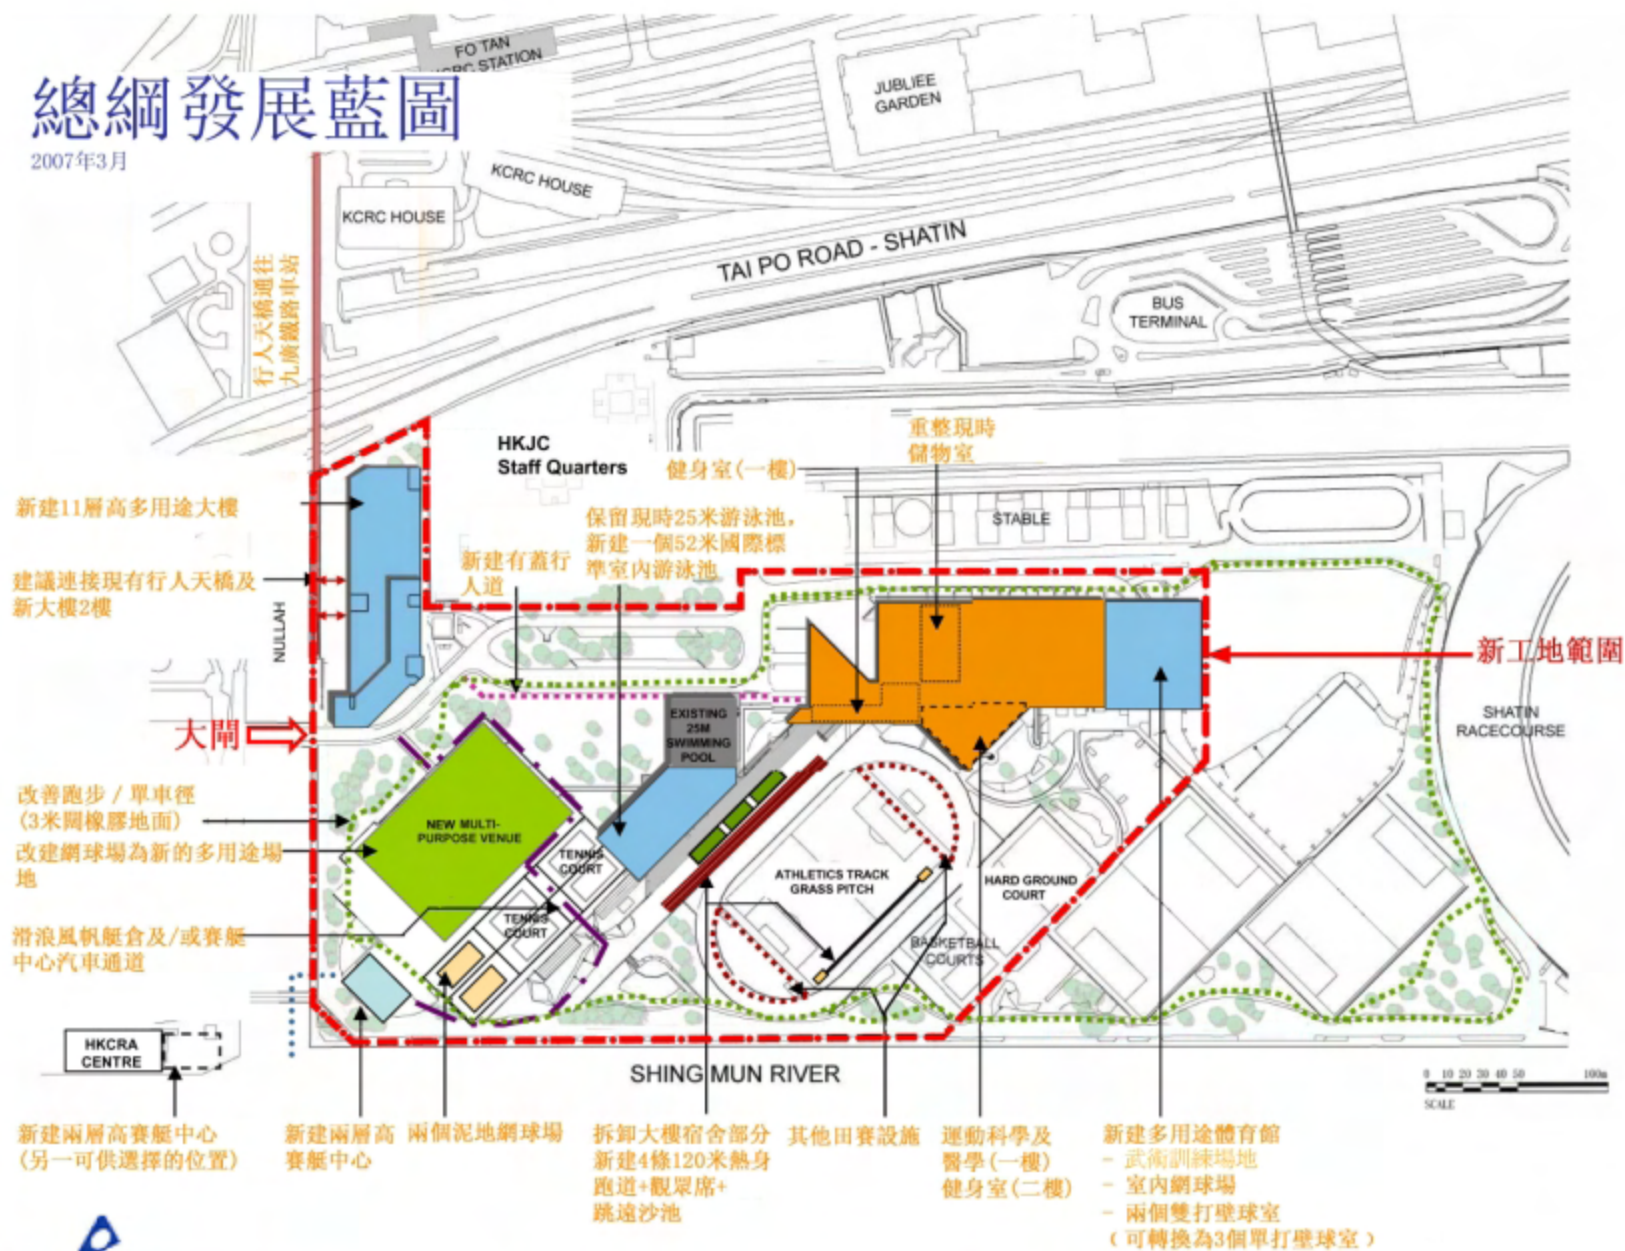 FO TAN
KCRC STATION
總綱發展藍圖
2007年3月
JUBLIEE
GARDEN
KCRC HOUSE
KCRC HOUSE
TAI PO ROAD - SHATIN
行人天橋通往
九廣鐵路車站
BUS
TERMINAL
HKJC
Staff Quarters
重整現時
儲物室
健身室(一樓)
新建11層高多用途大樓
保留現時25米游泳池，
新建一個52米國際標
準室內游泳池
STABLE
新建有蓋行
人道
建議連接現有行人天橋及
新大樓2樓
NULLAH
新工地範圍
大閘
EXISTING
25M
SWIMMING
POOL
SHATIN
RACECOURSE
改善跑步 / 單車徑
(3米闊橡膠地面)
NEW MULTI-
PURPOSE VENUE
改建網球場為新的多用途場
地
TENNIS
COURT
ATHLETICS TRACK
GRASS PITCH
HARD GROUND
COURT
TENNIS
COURT
滑浪風帆艇倉及/或賽艇
中心汽車通道
BASKETBALL
COURTS
HKCRA
CENTRE
SHING MUN RIVER
0 10 20 30 40 50 100m
SCALE
新建兩層高賽艇中心
(另一可供選擇的位置)
新建兩層高
賽艇中心
兩個泥地網球場
拆卸大樓宿舍部分
新建4條120米熱身
跑道+觀眾席+
跳遠沙池
其他田賽設施
運動科學及
醫學(一樓)
健身室(二樓)
新建多用途體育館
- 武術訓練場地
- 室內網球場
- 兩個雙打壁球室
( 可轉換為3個單打壁球室 )